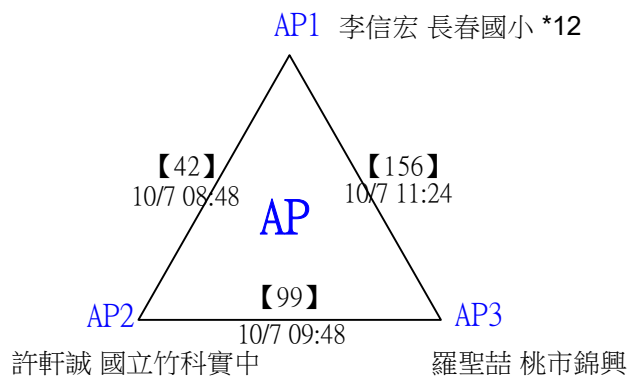 AP1 李信宏 長春國小 *12
【42】
10/7 08:48
【156】
10/7 11:24
AP
【99】
10/7 09:48
AP2
AP3
許軒誠 國立竹科實中
羅聖喆 桃市錦興